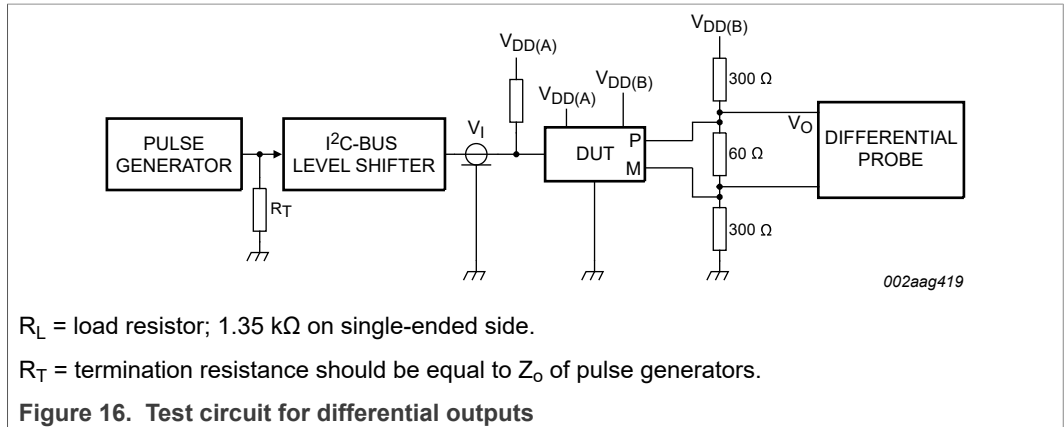 V_DD(B)
V_DD(A)
300 Ω
V_DD(B)
V_DD(A)
V_I
V_O
PULSE
GENERATOR
I²C-BUS
LEVEL SHIFTER
DUT
P
M
60 Ω
DIFFERENTIAL
PROBE
R_T
300 Ω
002aag419
R_L = load resistor; 1.35 kΩ on single-ended side.
R_T = termination resistance should be equal to Z_o of pulse generators.
Figure 16. Test circuit for differential outputs